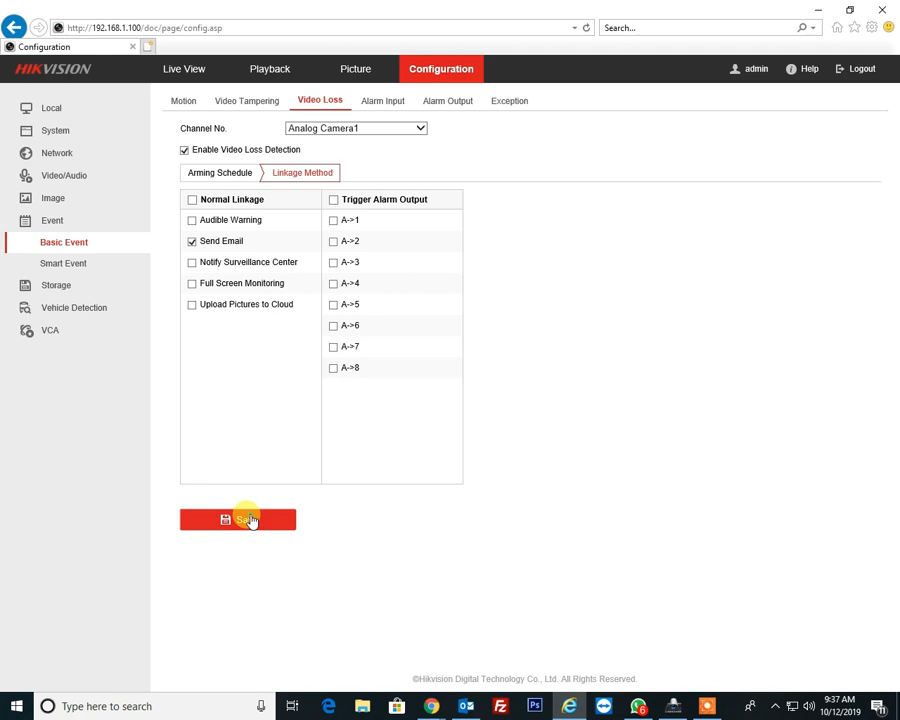 http://192.168.1.100/doc/page/config.asp
Search...
Configuration
HIKVISION
Live View
Playback
Picture
Configuration
admin
Help
Logout
Local
System
Network
Video/Audio
Image
Event
Basic Event
Smart Event
Storage
Vehicle Detection
VCA
Motion
Video Tampering
Video Loss
Alarm Input
Alarm Output
Exception
Channel No.
Analog Camera1
Enable Video Loss Detection
Arming Schedule
Linkage Method
Normal Linkage
Trigger Alarm Output
Audible Warning
A->1
Send Email
A->2
Notify Surveillance Center
A->3
Full Screen Monitoring
A->4
Upload Pictures to Cloud
A->5
A->6
A->7
A->8
©Hikvision Digital Technology Co., Ltd. All Rights Reserved.
Type here to search
Ps
6
9:37 AM
10/12/2019
11